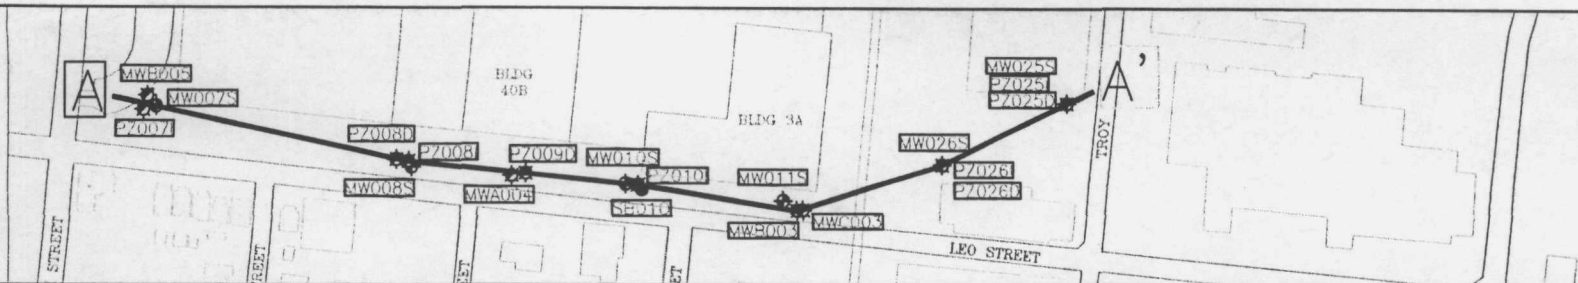 A
MWB005
MW007S
PZ007I
PZ008D
PZ008I
MW008S
BLDG
40B
PZ009D
MWA004
MW010S
PZ010I
SB010
BLDG 3A
MW011S
MWB003
MWC003
MW026S
PZ026I
PZ026D
MW025S
PZ025I
PZ025D
A'
TROY
LEO STREET
STREET